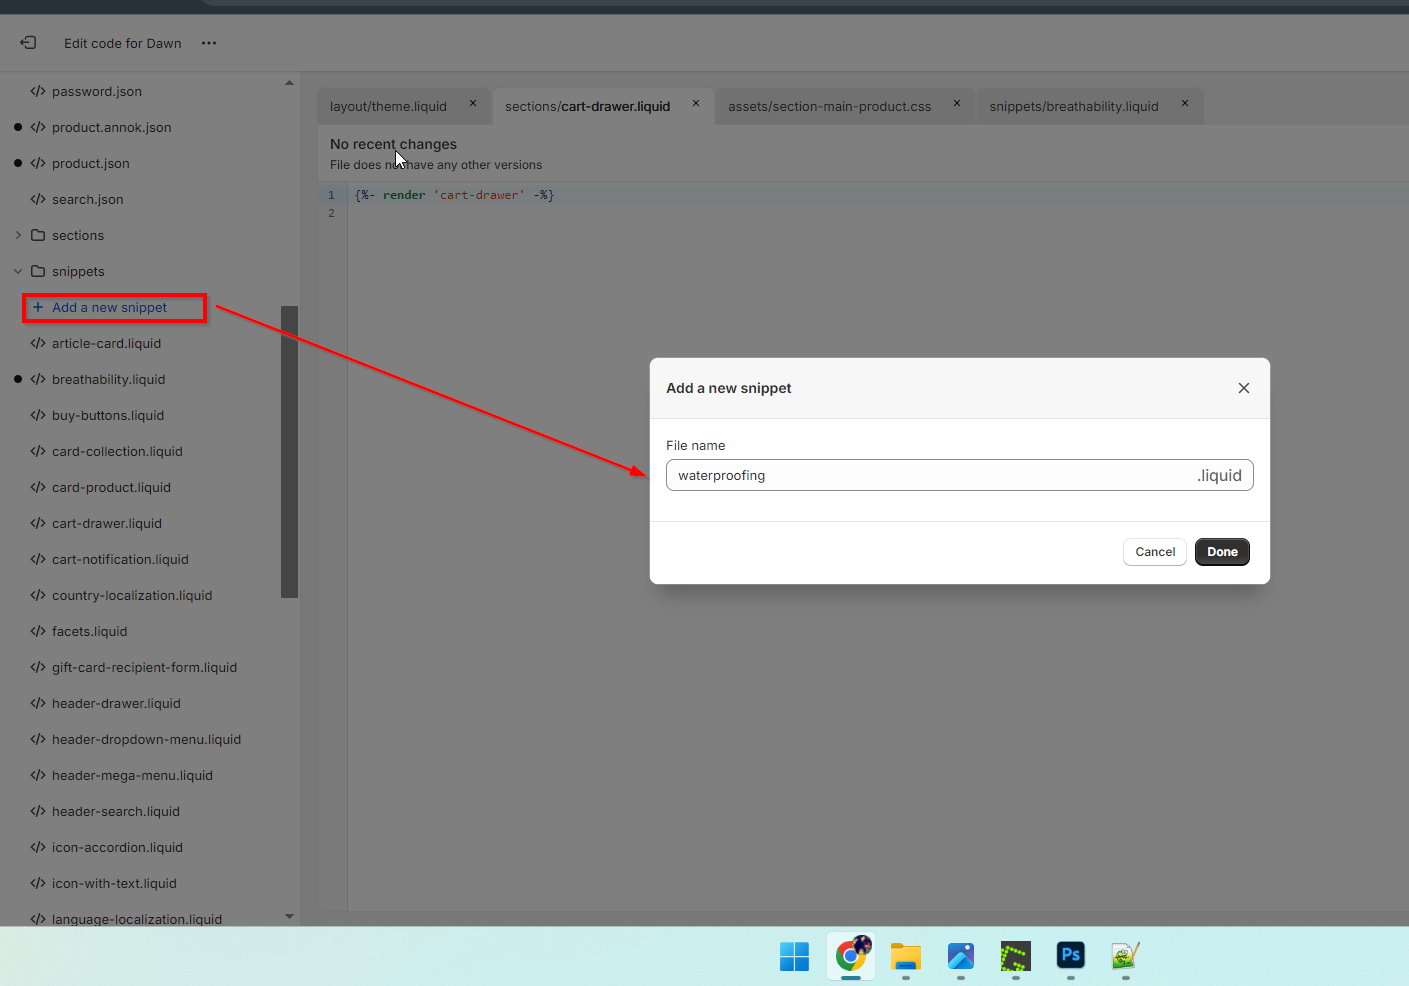 Edit code for Dawn
password.json
product.annok.json
product.json
search.json
sections
snippets
Add a new snippet
article-card.liquid
breathability.liquid
buy-buttons.liquid
card-collection.liquid
card-product.liquid
cart-drawer.liquid
cart-notification.liquid
country-localization.liquid
facets.liquid
gift-card-recipient-form.liquid
header-drawer.liquid
header-dropdown-menu.liquid
header-mega-menu.liquid
header-search.liquid
icon-accordion.liquid
icon-with-text.liquid
language-localization.liquid
layout/theme.liquid
sections/cart-drawer.liquid
assets/section-main-product.css
snippets/breathability.liquid
No recent changes
File does not have any other versions
1 {%- render 'cart-drawer' -%}
2
Add a new snippet
File name
waterproofing .liquid
Cancel Done
Ps